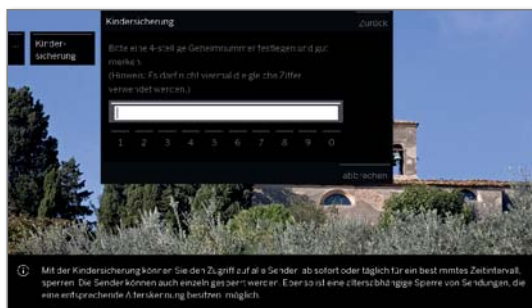 Kindersicherung
Zurück
...
Kinder-
sicherung
Bitte eine 4-stellige Geheimnummer festlegen und gut
merken.
(Hinweis: Es darf nicht viermal die gleiche Ziffer
verwendet werden.)
1 2 3 4 5 6 7 8 9 0
abbrechen
Mit der Kindersicherung können Sie den Zugriff auf alle Sender ab sofort oder täglich für ein bestimmtes Zeitintervall
sperren. Die Sender können auch einzeln gesperrt werden. Ebenso ist eine altersabhängige Sperre von Sendungen, die
eine entsprechende Alterskennung besitzen, möglich.